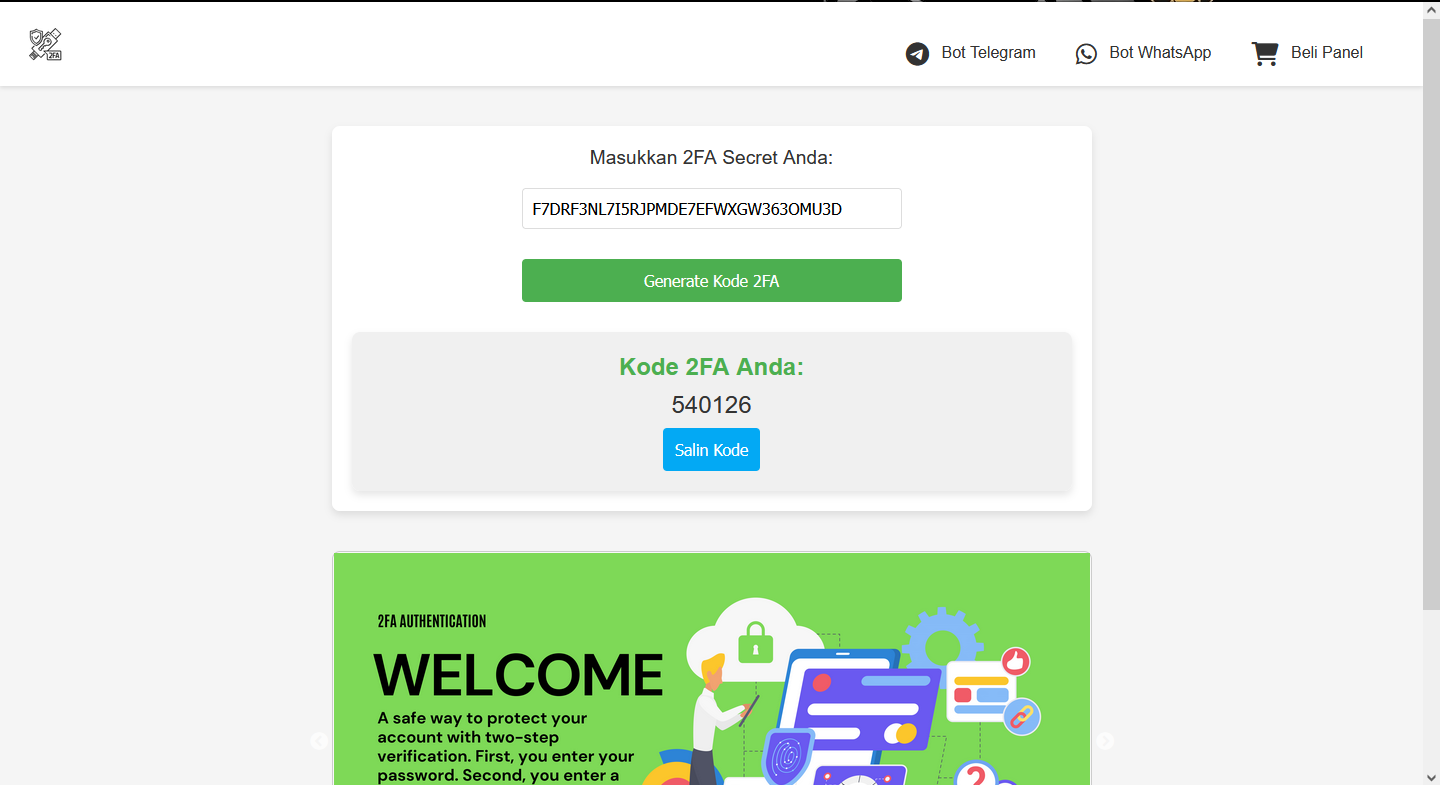 2FA
Bot Telegram
Bot WhatsApp
Beli Panel
Masukkan 2FA Secret Anda:
F7DRF3NL7I5RJPMDE7EFWXGW363OMU3D
Generate Kode 2FA
Kode 2FA Anda:
540126
Salin Kode
2FA AUTHENTICATION
WELCOME
A safe way to protect your
account with two-step
verification. First, you enter your
password. Second, you enter a
?